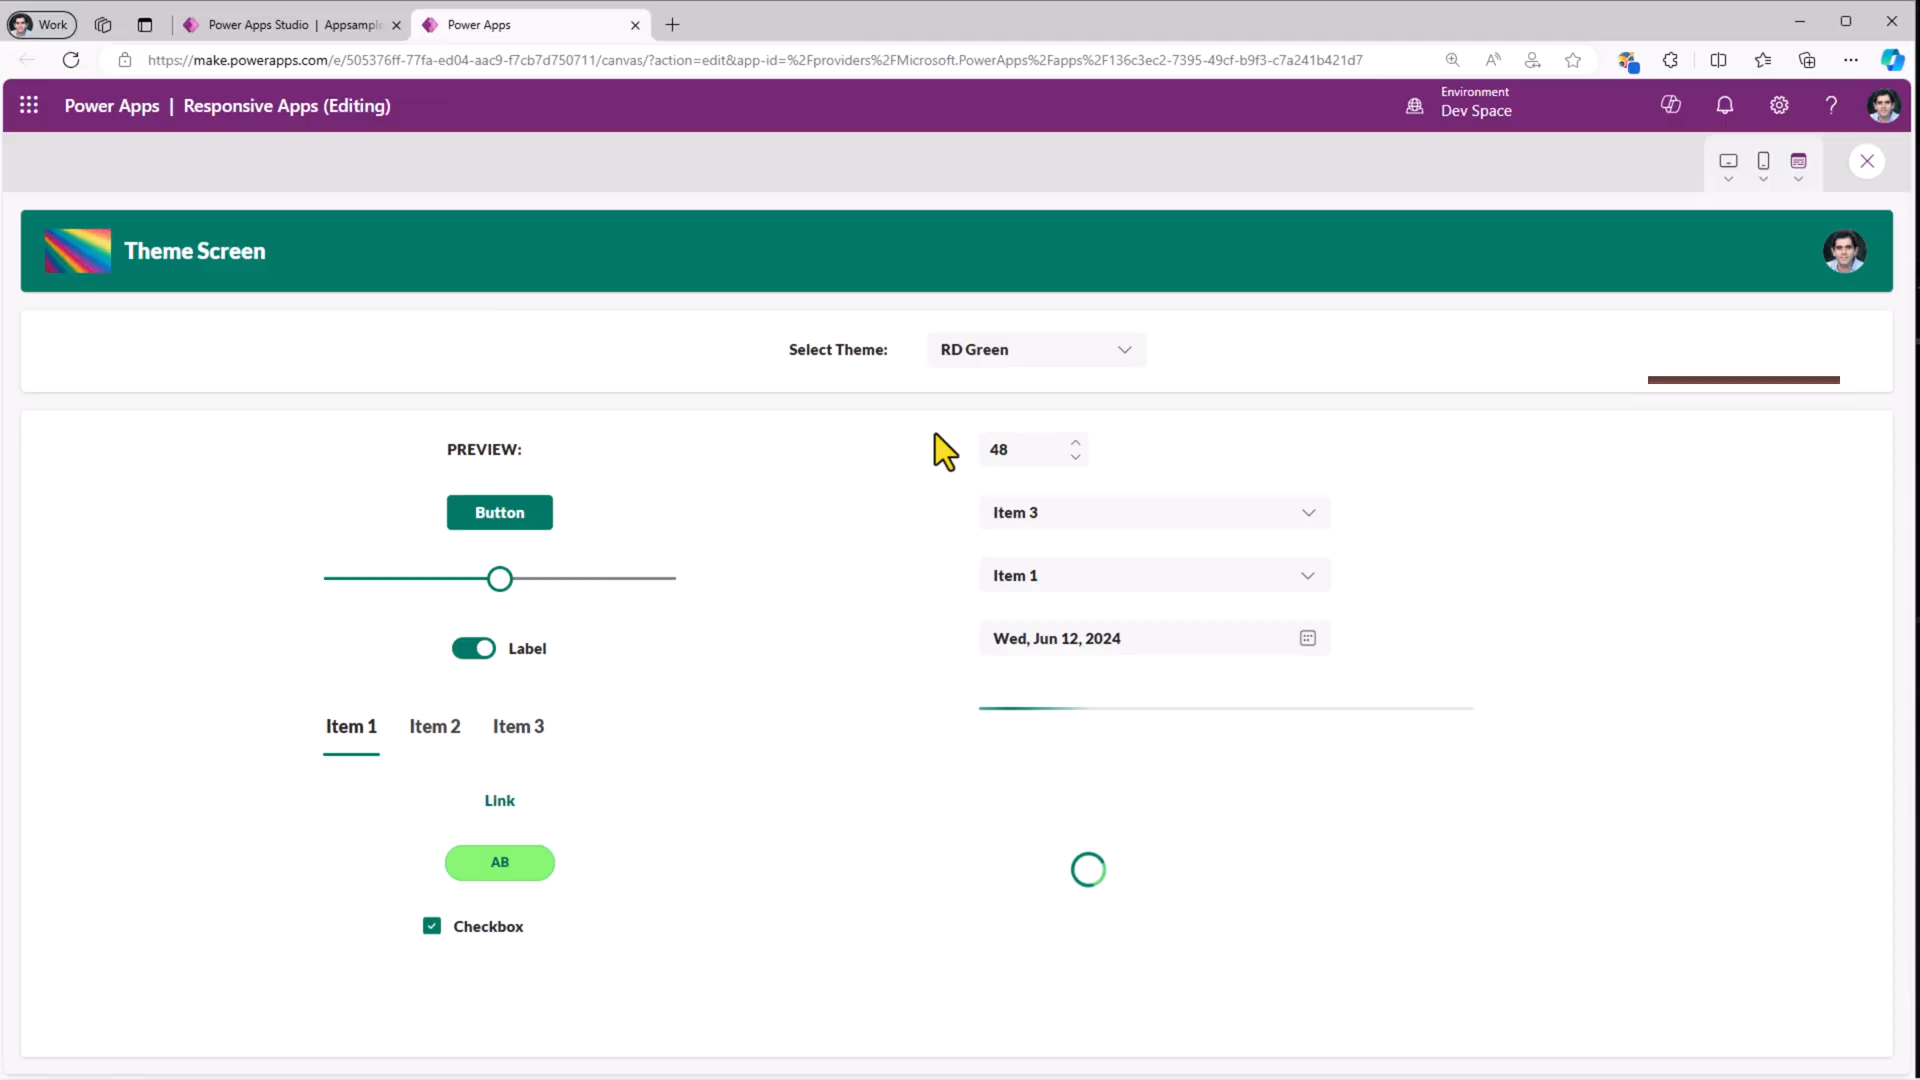 Work
Power Apps Studio | Appsample
Power Apps
https://make.powerapps.com/e/505376ff-77fa-ed04-aac9-f7cb7d750711/canvas/?action=edit&app-id=%2Fproviders%2FMicrosoft.PowerApps%2Fapps%2F136c3ec2-7395-49cf-b9f3-c7a241b421d7
Power Apps | Responsive Apps (Editing)
Environment
Dev Space
Theme Screen
Select Theme:
RD Green
PREVIEW:
48
Button
Item 3
Item 1
Label
Wed, Jun 12, 2024
Item 1
Item 2
Item 3
Link
AB
Checkbox